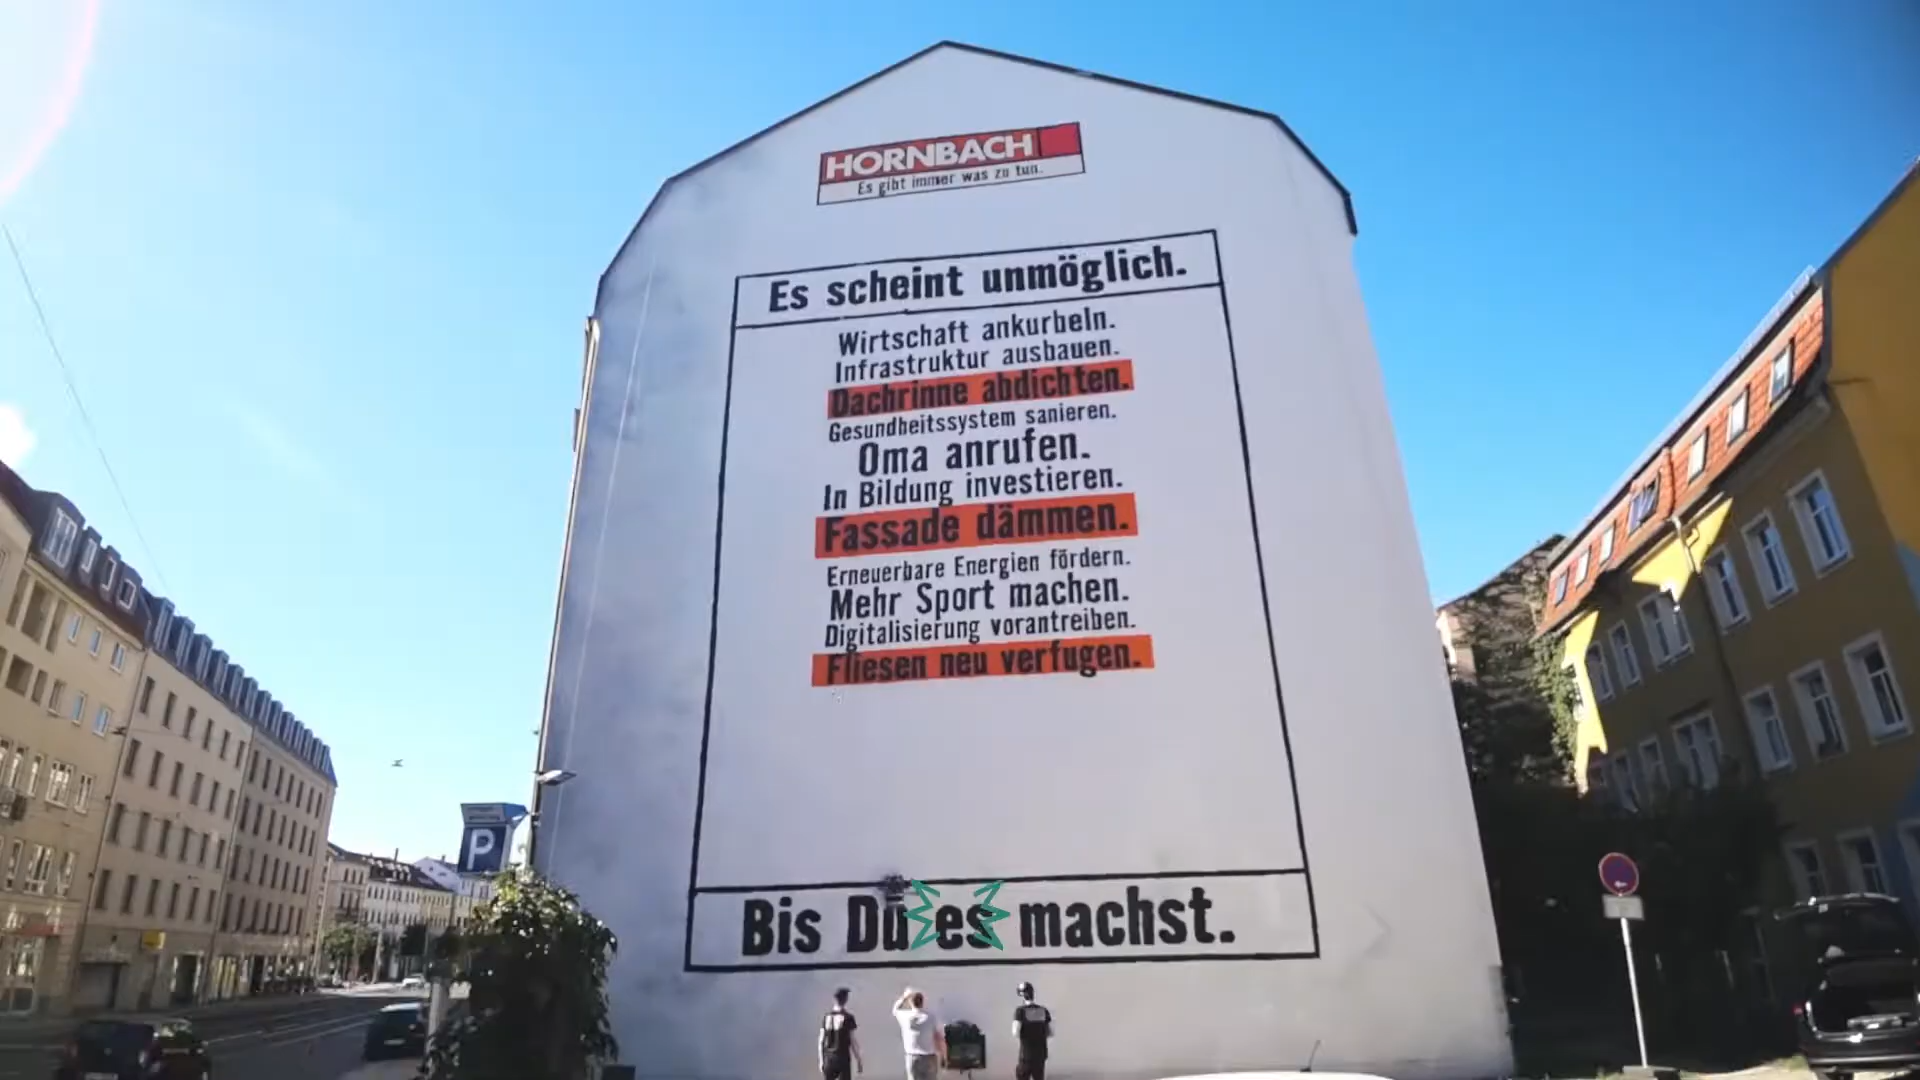 HORNBACH
Es gibt immer was zu tun.
Es scheint unmöglich.
Wirtschaft ankurbeln.
Infrastruktur ausbauen.
Dachrinne abdichten.
Gesundheitssystem sanieren.
Oma anrufen.
In Bildung investieren.
Fassade dämmen.
Erneuerbare Energien fördern.
Mehr Sport machen.
Digitalisierung vorantreiben.
Fliesen neu verfugen.
Bis Du es machst.
P